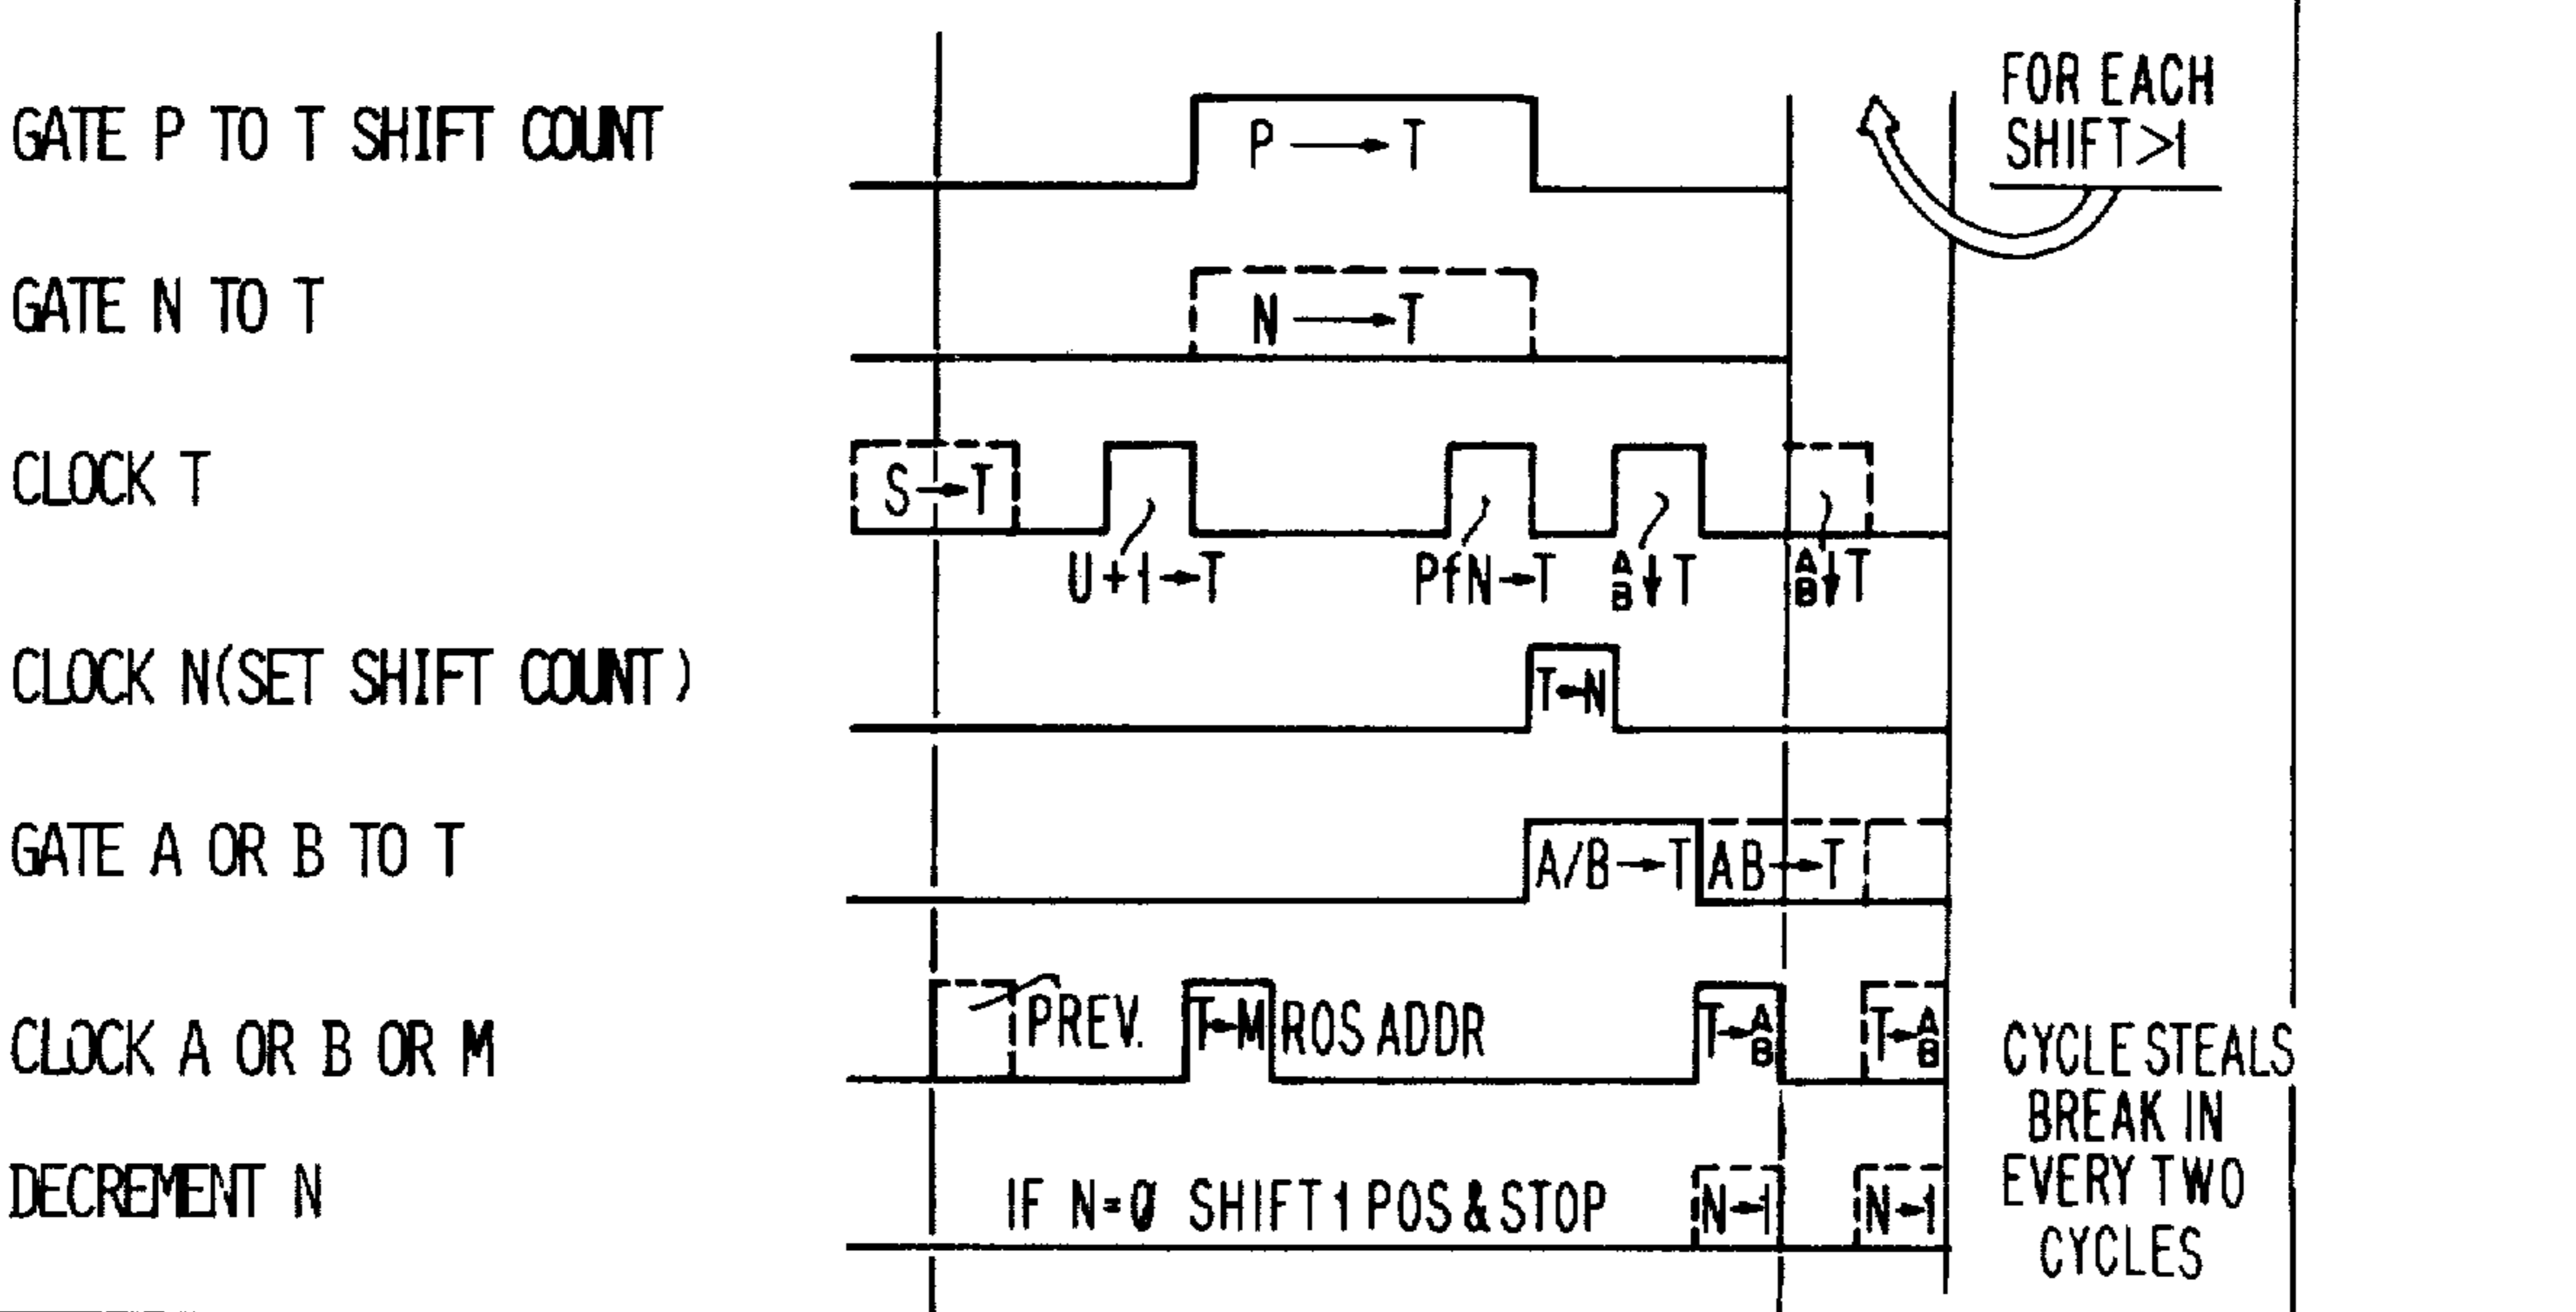 FOR EACH
SHIFT>1
GATE P TO T SHIFT COUNT
P → T
GATE N TO T
N → T
CLOCK T
S → T
U+1→T
PfN→T
A
B ↓ T
A
B ↓ T
CLOCK N(SET SHIFT COUNT)
T←N
GATE A OR B TO T
A/B→T
AB→T
CLOCK A OR B OR M
PREV.
T←M
ROS ADDR
T→A
B
T→A
B
CYCLE STEALS
BREAK IN
EVERY TWO
CYCLES
DECREMENT N
IF N=0 SHIFT 1 POS & STOP
N→1
N→1